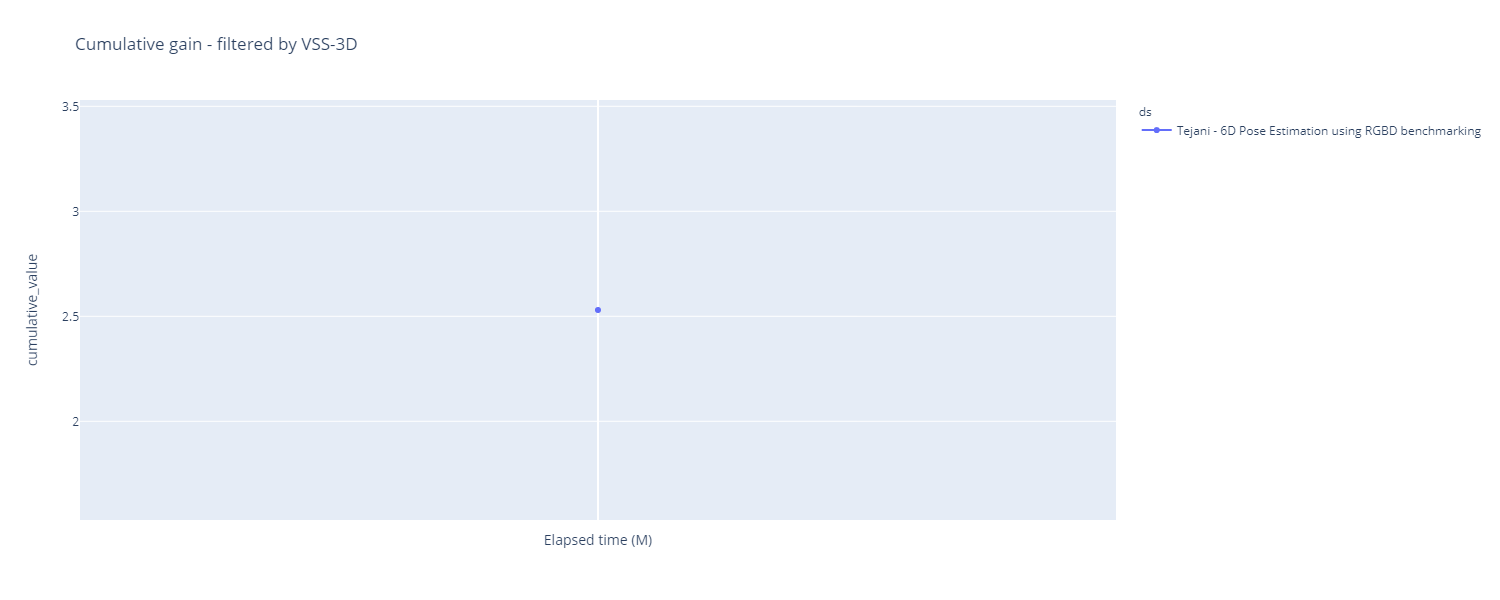 Cumulative gain - filtered by VSS-3D
3.5
3
2.5
2
cumulative_value
Elapsed time (M)
ds
Tejani - 6D Pose Estimation using RGBD benchmarking